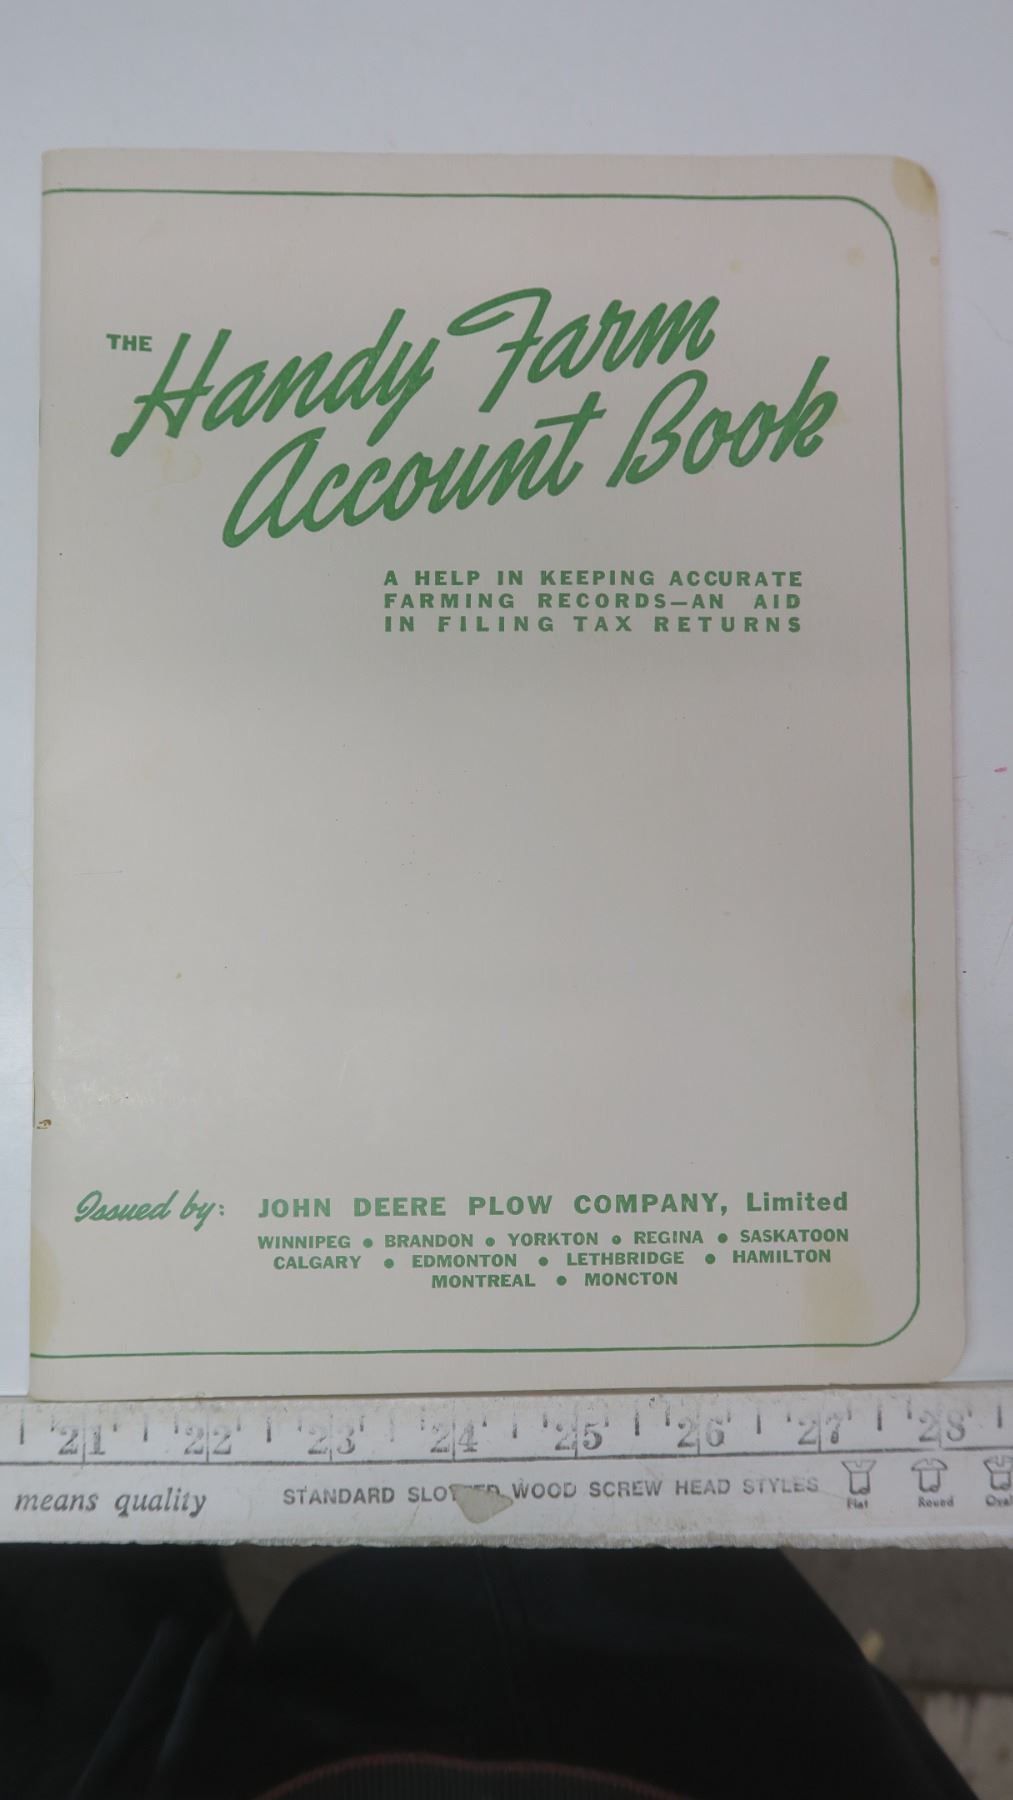 THE Handy Farm
Account Book
A HELP IN KEEPING ACCURATE
FARMING RECORDS—AN AID
IN FILING TAX RETURNS
Issued by: JOHN DEERE PLOW COMPANY, Limited
WINNIPEG • BRANDON • YORKTON • REGINA • SASKATOON
CALGARY • EDMONTON • LETHBRIDGE • HAMILTON
MONTREAL • MONCTON
21 22 23 24 25 26 27 28
means quality STANDARD SLOTTED WOOD SCREW HEAD STYLES
Flat Round Oval